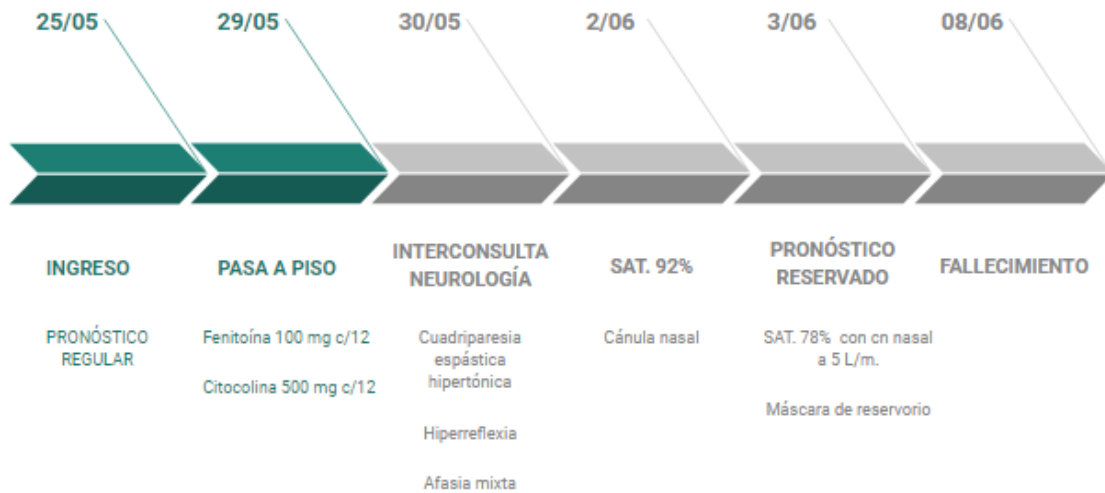 25/05
29/05
30/05
2/06
3/06
08/06
INGRESO
PRONÓSTICO
REGULAR
PASA A PISO
Fenitoína 100 mg c/12
Citocolina 500 mg c/12
INTERCONSULTA
NEUROLOGÍA
Cuadriparesia
espástica
hipertónica
Hiperreflexia
Afasia mixta
SAT. 92%
Cánula nasal
PRONÓSTICO
RESERVADO
SAT. 78% con cn nasal
a 5 L/m.
Máscara de reservorio
FALLECIMIENTO